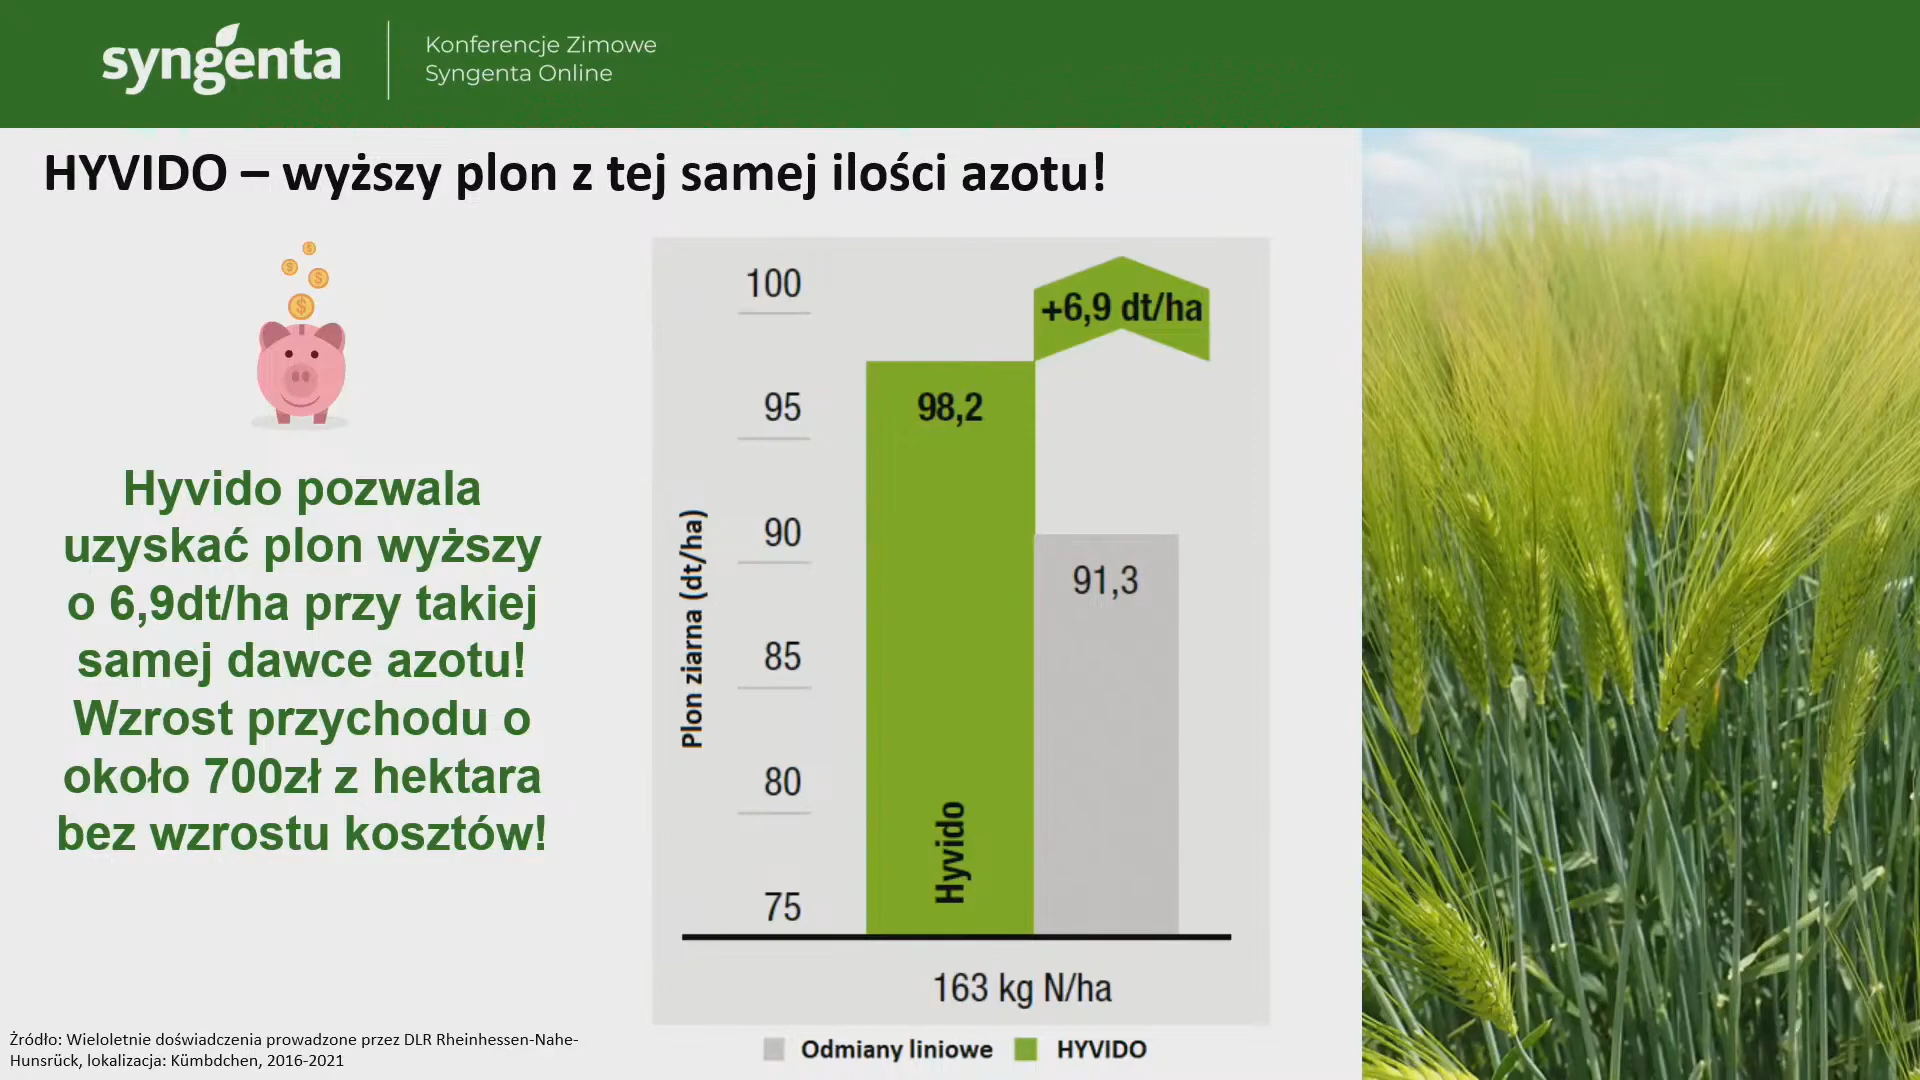 syngenta
Konferencje Zimowe
Syngenta Online
HYVIDO – wyższy plon z tej samej ilości azotu!
Hyvido pozwala
uzyskać plon wyższy
o 6,9dt/ha przy takiej
samej dawce azotu!
Wzrost przychodu o
około 700zł z hektara
bez wzrostu kosztów!
Plon ziarna (dt/ha)
100
95
90
85
80
75
+6,9 dt/ha
98,2
91,3
Hyvido
163 kg N/ha
Odmiany liniowe
HYVIDO
Źródło: Wieloletnie doświadczenia prowadzone przez DLR Rheinhessen-Nahe-
Hunsrück, lokalizacja: Kümbdchen, 2016-2021